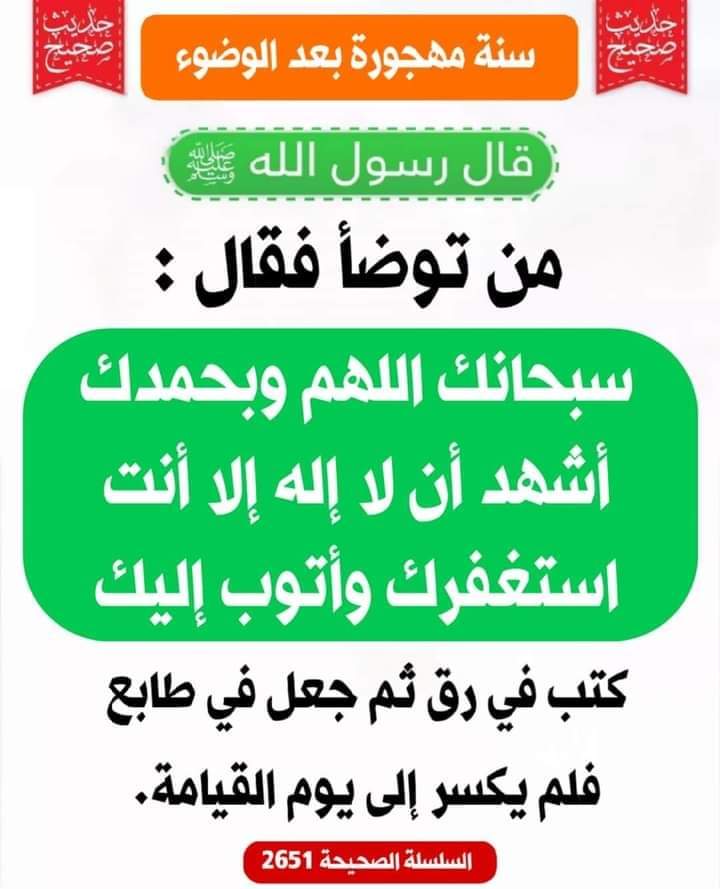 حديث صحيح
حديث صحيح
سنة مهجورة بعد الوضوء
قال رسول الله صلى الله عليه وسلم
من توضأ فقال :
سبحانك اللهم وبحمدك
أشهد أن لا إله إلا أنت
استغفرك وأتوب إليك
كتب في رق ثم جعل في طابع
فلم يكسر إلى يوم القيامة.
السلسلة الصحيحة 2651